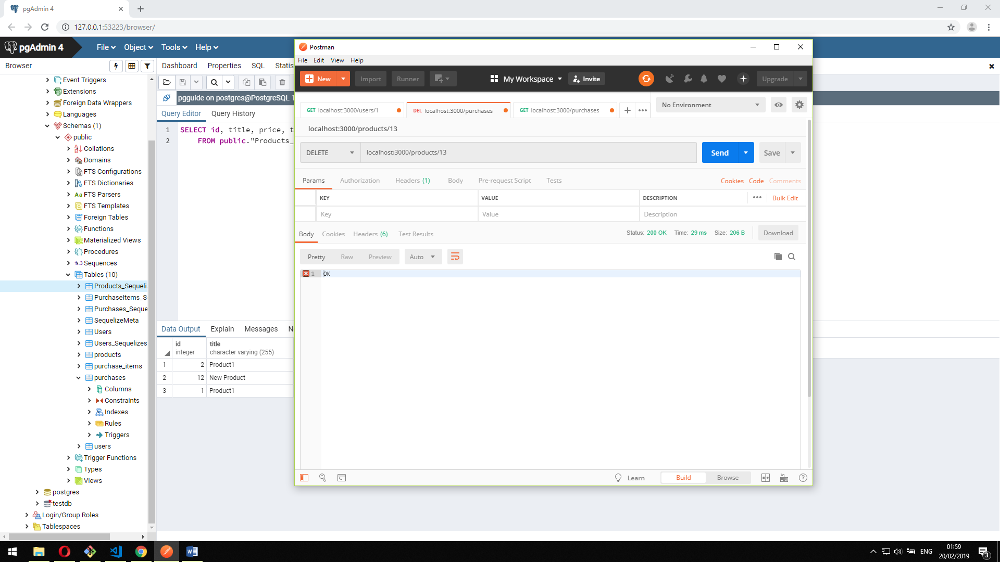 pgAdmin 4
127.0.0.1:53223/browser/
pgAdmin 4
File
Object
Tools
Help
Browser
Dashboard
Properties
SQL
Statis
Event Triggers
Extensions
Foreign Data Wrappers
Languages
Schemas (1)
public
Collations
Domains
FTS Configurations
FTS Dictionaries
FTS Parsers
FTS Templates
Foreign Tables
Functions
Materialized Views
Procedures
Sequences
Tables (10)
Products_Sequeli
PurchaseItems_S
Purchases_Seque
SequelizeMeta
Users
Users_Sequelizes
products
purchase_items
purchases
Columns
Constraints
Indexes
Rules
Triggers
users
Trigger Functions
Types
Views
postgres
testdb
Login/Group Roles
Tablespaces
pgguide on postgres@PostgreSQL 1
Query Editor
Query History
1 SELECT id, title, price, t
2 FROM public."Products_
Data Output
Explain
Messages
No
id
integer
title
character varying (255)
1 2 Product1
2 12 New Product
3 1 Product1
Postman
File Edit View Help
New
Import
Runner
My Workspace
Invite
Upgrade
GET localhost:3000/users/1
DEL localhost:3000/purchases
GET localhost:3000/purchases
No Environment
localhost:3000/products/13
DELETE
localhost:3000/products/13
Send
Save
Params
Authorization
Headers (1)
Body
Pre-request Script
Tests
Cookies
Code
Comments
KEY
VALUE
DESCRIPTION
Bulk Edit
Key
Value
Description
Body
Cookies
Headers (6)
Test Results
Status: 200 OK
Time: 29 ms
Size: 206 B
Download
Pretty
Raw
Preview
Auto
1 OK
Learn
Build
Browse
ENG
01:59
20/02/2019
3